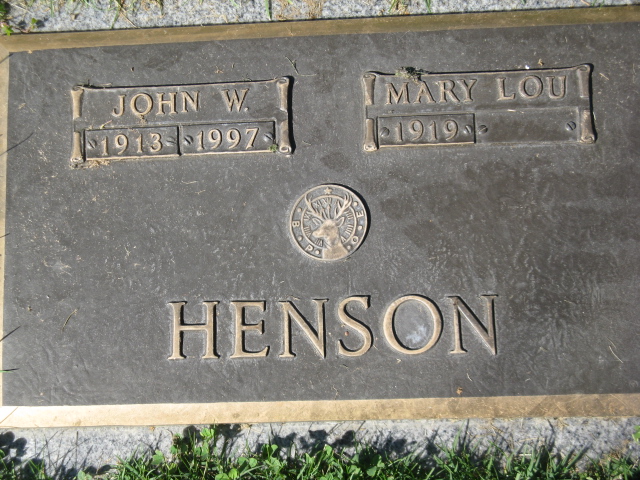 JOHN W.
1913 1997
MARY LOU
1919
B.P.O.E.
HENSON